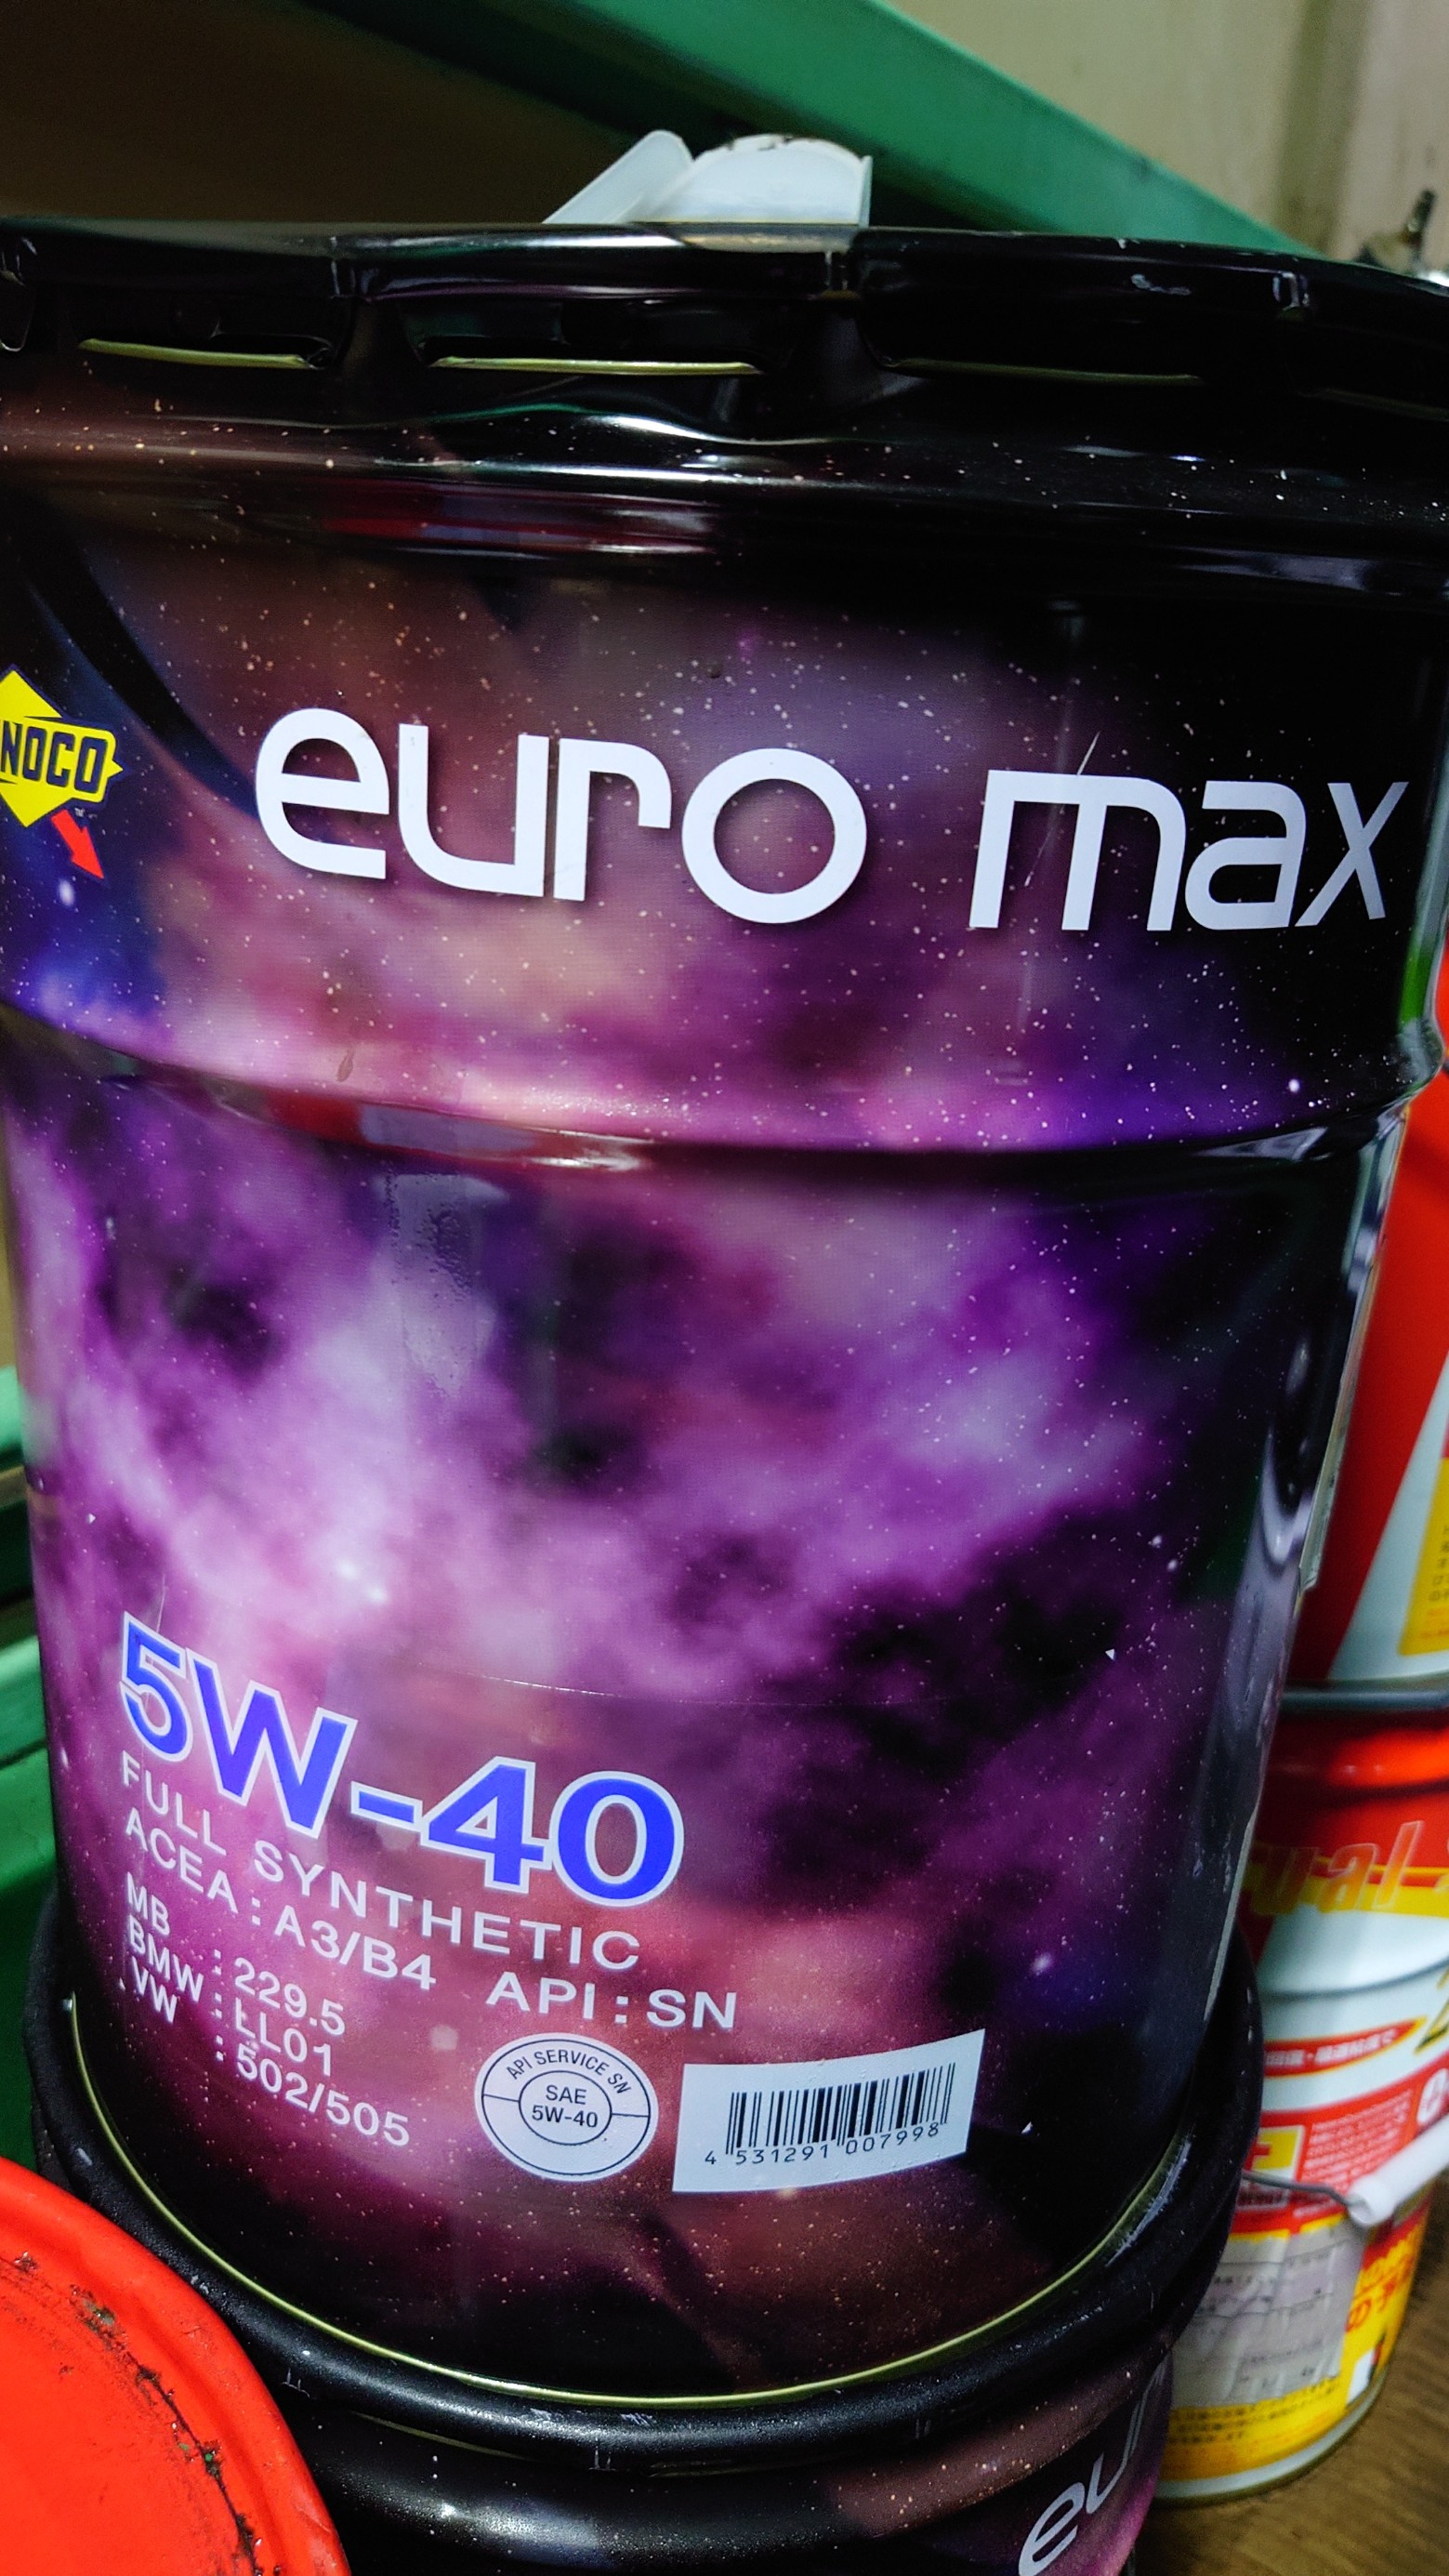 NOCO
euro max
5W-40
FULL SYNTHETIC
ACEA : A3/B4 API : SN
MB : 229.5
BMW : LL01
VW : 502/505
API SERVICE SN
SAE
5W-40
4 531291 007998
eu